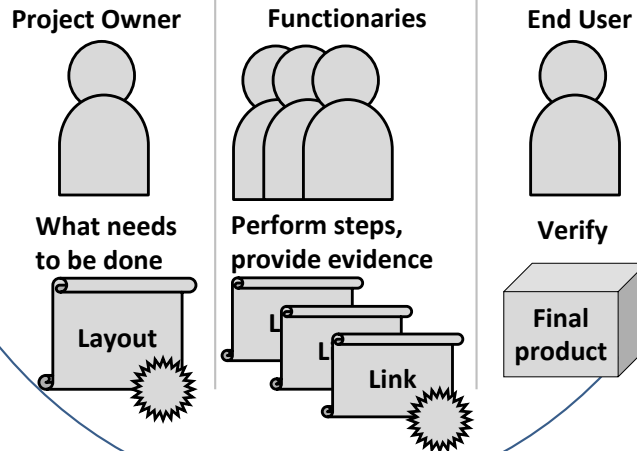 Project Owner
Functionaries
End User
What needs
to be done
Perform steps,
provide evidence
Verify
Layout
L
Li
Link
Final
product